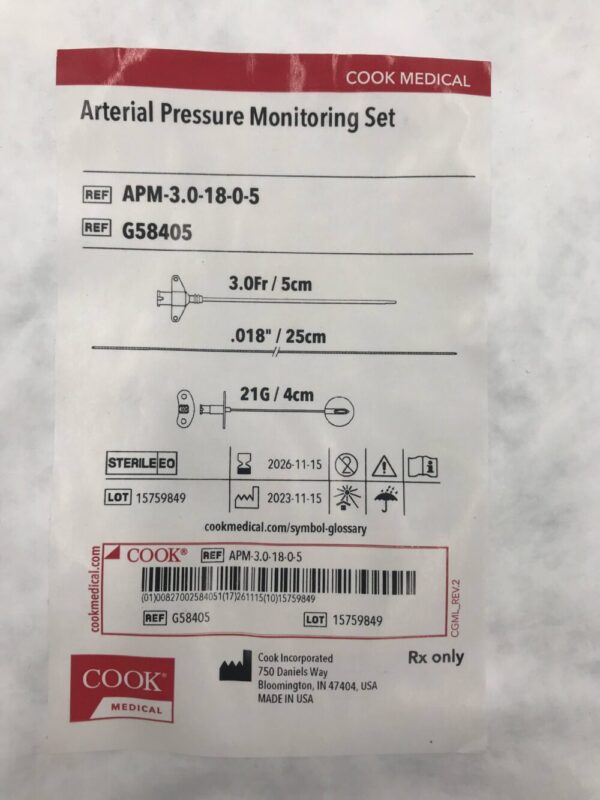 COOK MEDICAL
Arterial Pressure Monitoring Set
REF APM-3.0-18-0-5
REF G58405
3.0Fr / 5cm
.018" / 25cm
21G / 4cm
STERILE EO 2026-11-15
LOT 15759849 2023-11-15
cookmedical.com/symbol-glossary
cookmedical.com
COOK® REF APM-3.0-18-0-5
(01)00827002584051(17)261115(10)15759849
REF G58405 LOT 15759849
CGML_REV.2
COOK®
MEDICAL
Cook Incorporated
750 Daniels Way
Bloomington, IN 47404, USA
MADE IN USA
Rx only